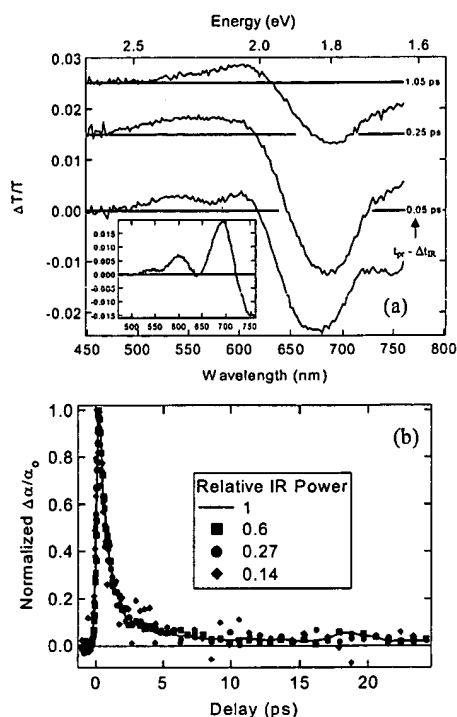 Energy (eV)
2.5 2 1.9 1.8 1.7 1.6
0.03
0.02
0.01
0.00
-0.01
-0.02
ΔT/T
1.05 ps
0.25 ps
0.05 ps
t_pr - Δt_IR
(a)
0.015
0.010
0.005
0.000
-0.005
-0.010
-0.015
500 550 600 650 700 750
450 500 550 600 650 700 750 800
Wavelength (nm)
(b)
1.0
0.8
0.6
0.4
0.2
0.0
Normalized Δα/α₀
Relative IR Power
1
0.6
0.27
0.14
0 5 10 15 20
Delay (ps)